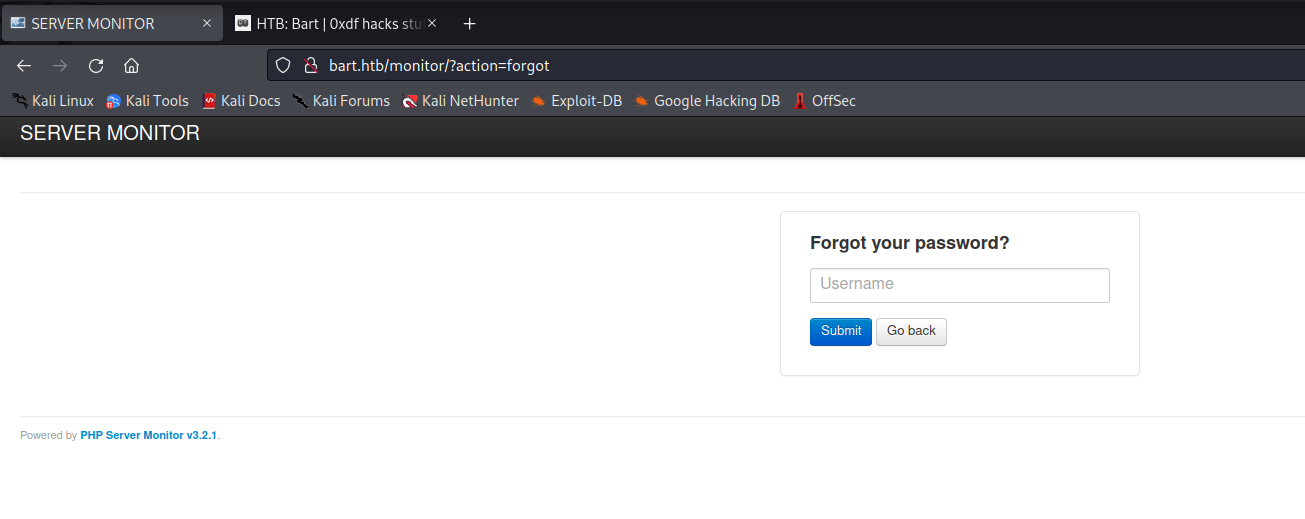 SERVER MONITOR
HTB: Bart | 0xdf hacks stu
bart.htb/monitor/?action=forgot
Kali Linux Kali Tools Kali Docs Kali Forums Kali NetHunter Exploit-DB Google Hacking DB OffSec
SERVER MONITOR
Forgot your password?
Username
Submit Go back
Powered by PHP Server Monitor v3.2.1.